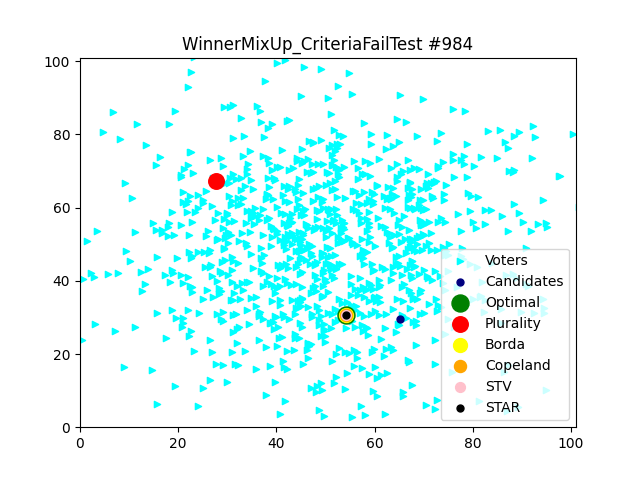 WinnerMixUp_CriteriaFailTest #984
100
80
60
40
20
0
0
20
40
60
80
100
Voters
Candidates
Optimal
Plurality
Borda
Copeland
STV
STAR